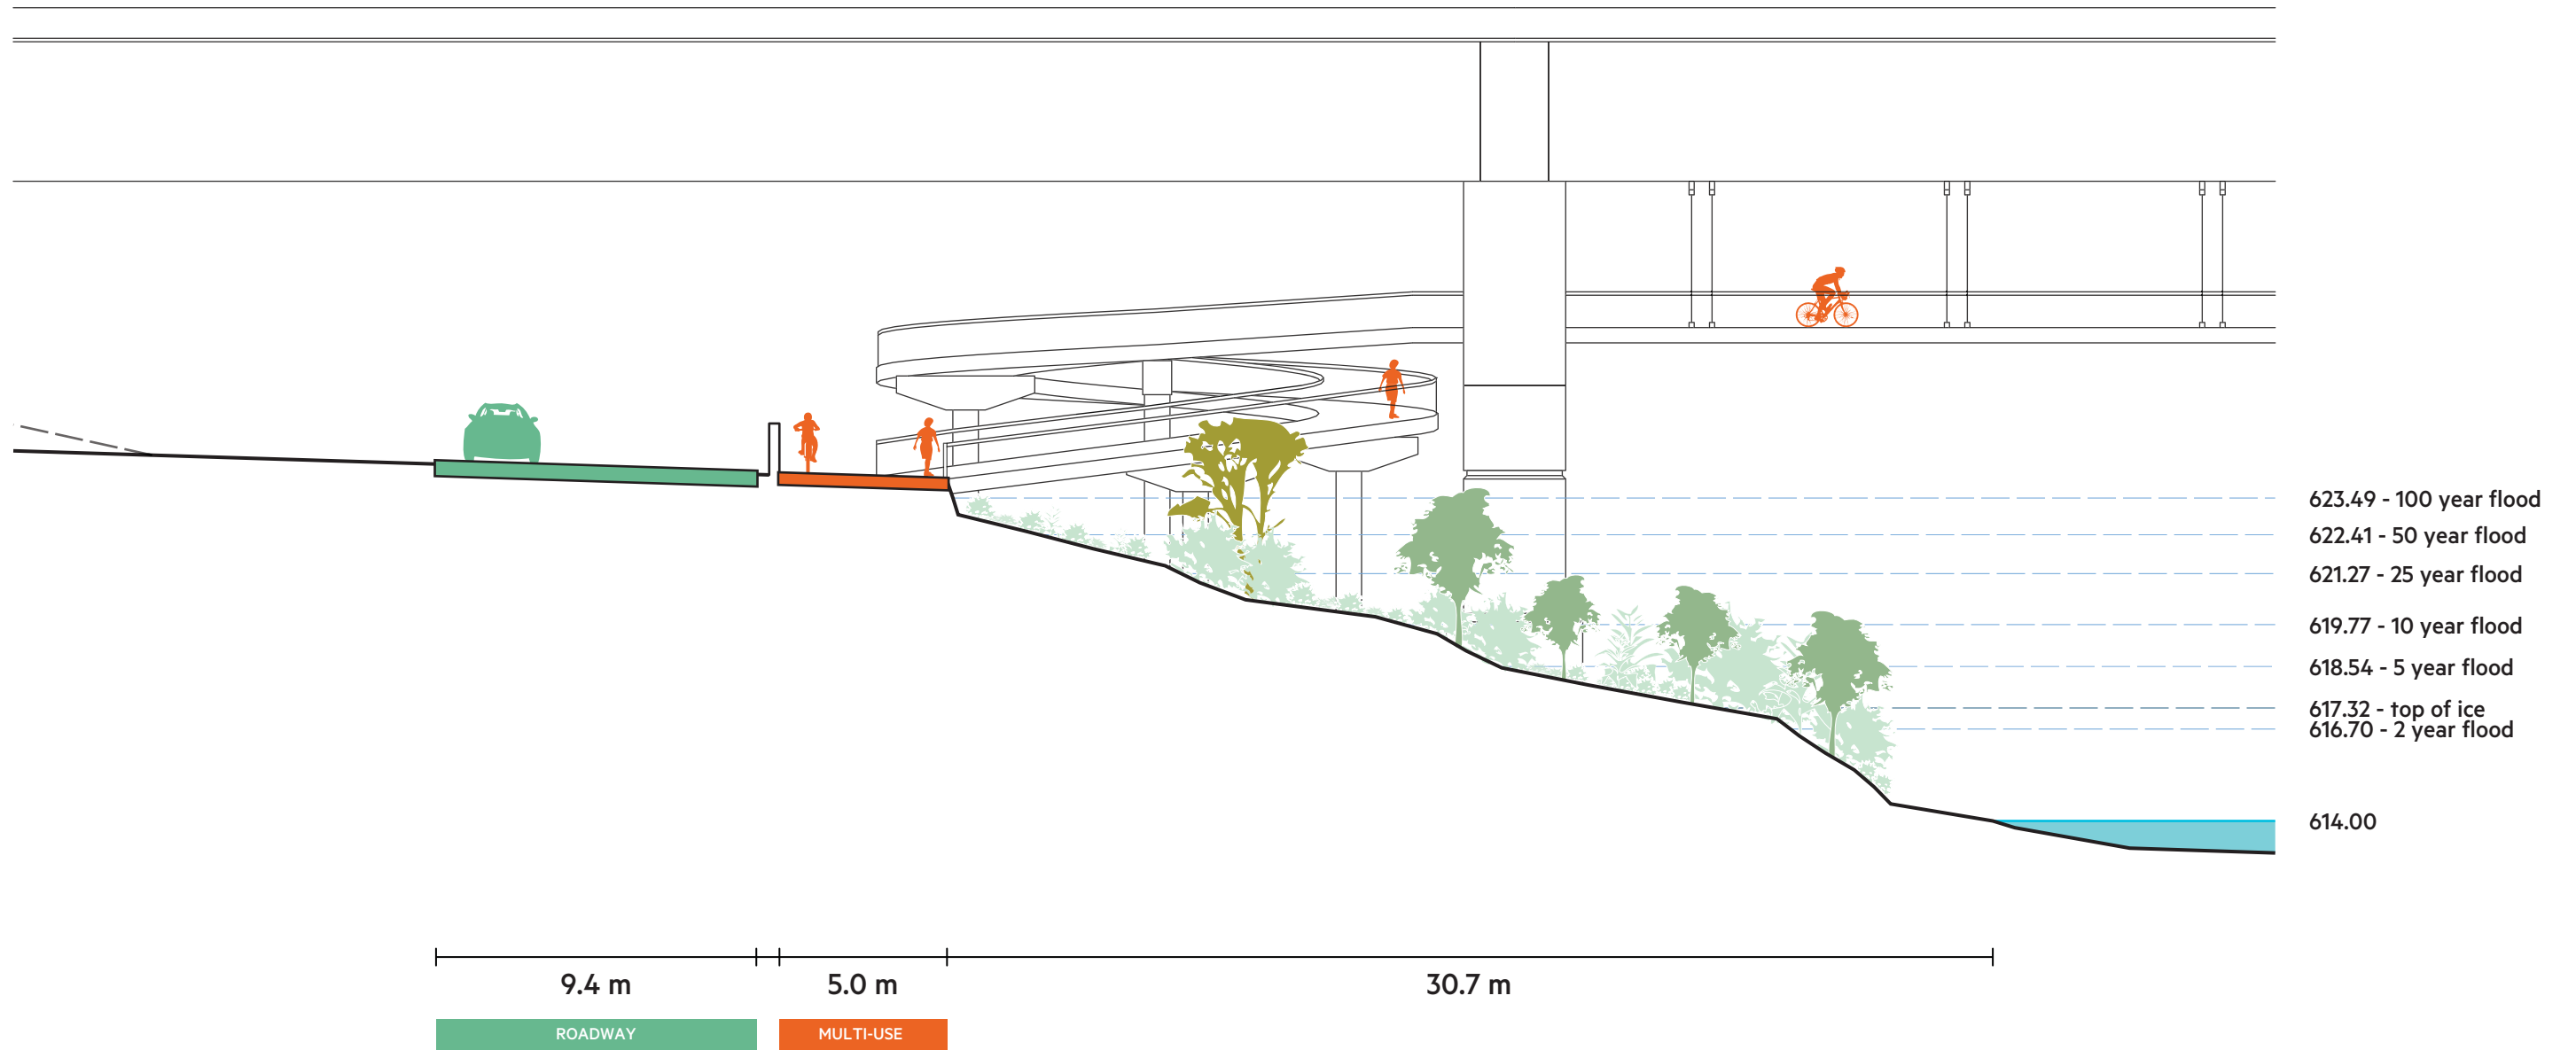 623.49 - 100 year flood
622.41 - 50 year flood
621.27 - 25 year flood
619.77 - 10 year flood
618.54 - 5 year flood
617.32 - top of ice
616.70 - 2 year flood
614.00
9.4 m
5.0 m
30.7 m
ROADWAY
MULTI-USE